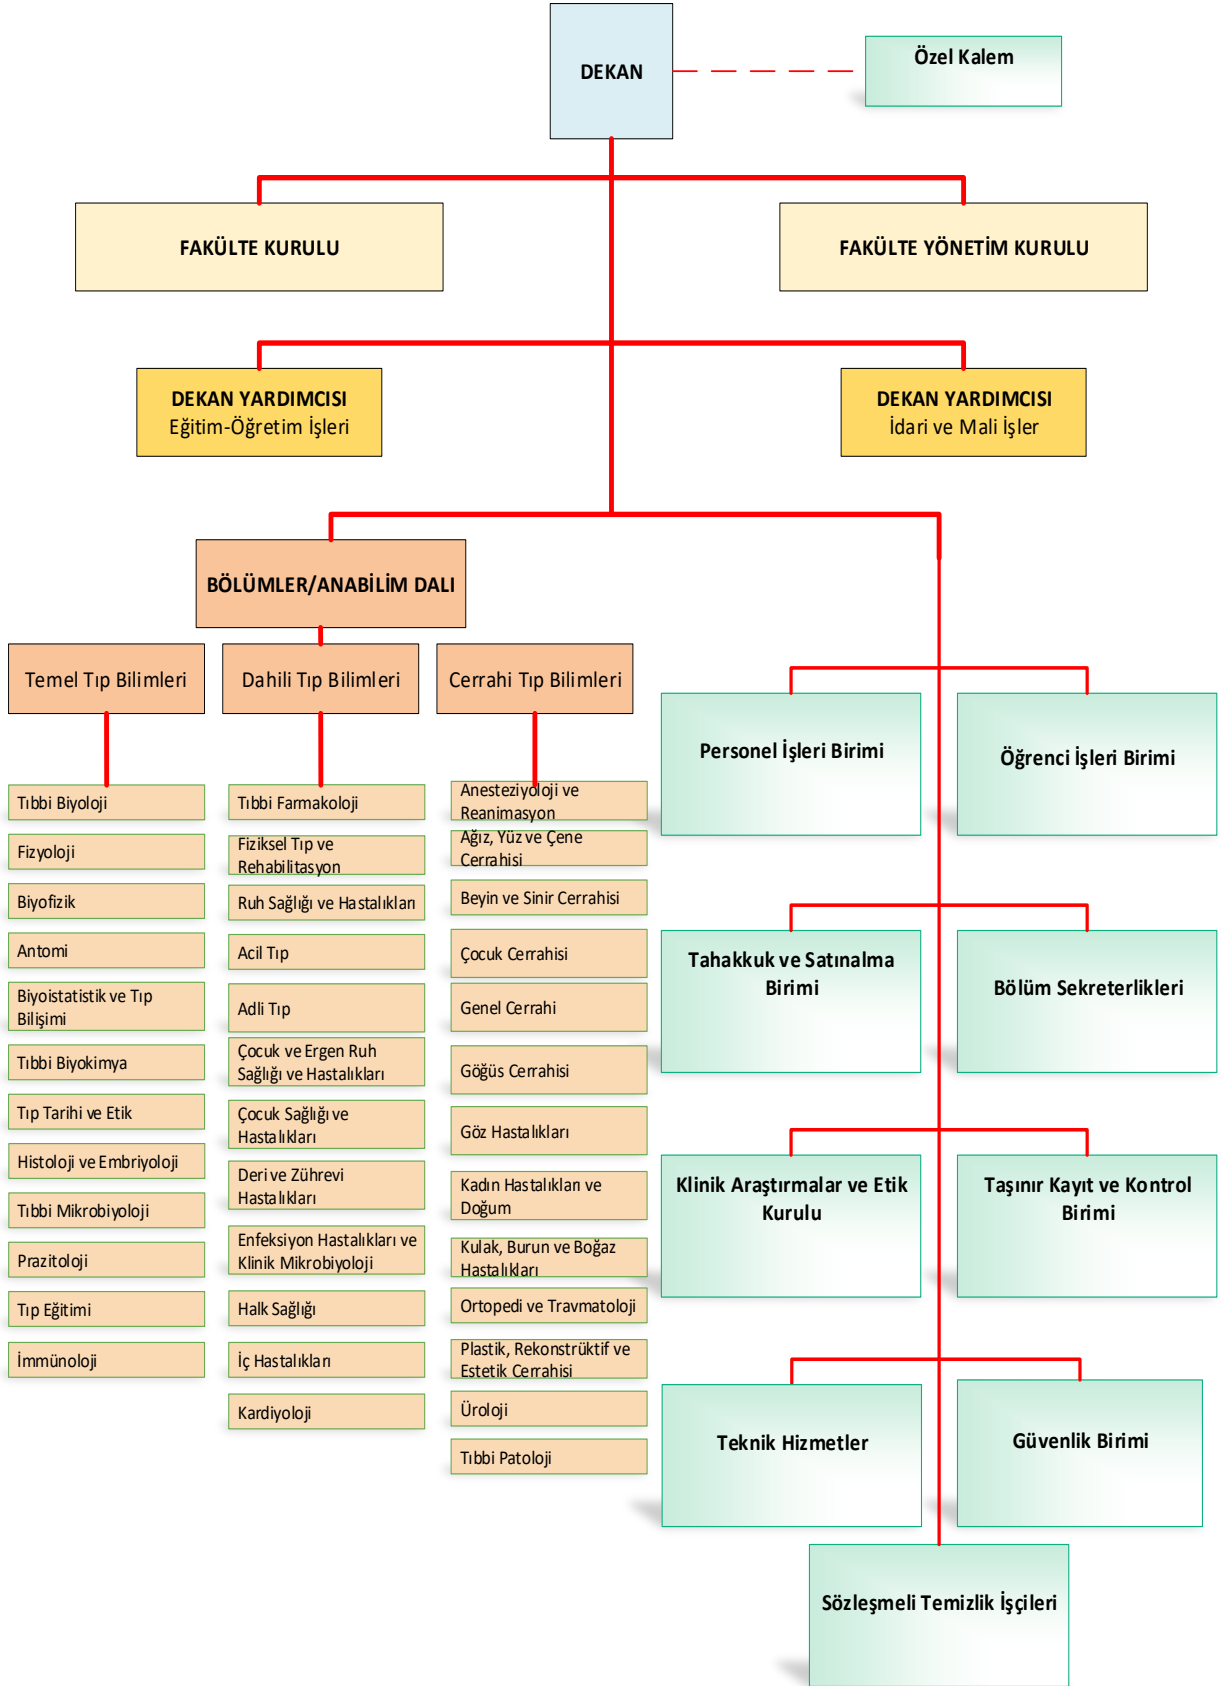 DEKAN
Özel Kalem
FAKÜLTE KURULU
FAKÜLTE YÖNETİM KURULU
DEKAN YARDIMCISI
Eğitim-Öğretim İşleri
DEKAN YARDIMCISI
İdari ve Mali İşler
BÖLÜMLER/ANABİLİM DALI
Temel Tıp Bilimleri
Dahili Tıp Bilimleri
Cerrahi Tıp Bilimleri
Tıbbi Biyoloji
Fizyoloji
Biyofizik
Antomi
Biyoistatistik ve Tıp
Bilişimi
Tıbbi Biyokimya
Tıp Tarihi ve Etik
Histoloji ve Embriyoloji
Tıbbi Mikrobiyoloji
Prazitoloji
Tıp Eğitimi
İmmünoloji
Tıbbi Farmakoloji
Fiziksel Tıp ve
Rehabilitasyon
Ruh Sağlığı ve Hastalıkları
Acil Tıp
Adli Tıp
Çocuk ve Ergen Ruh
Sağlığı ve Hastalıkları
Çocuk Sağlığı ve
Hastalıkları
Deri ve Zührevi
Hastalıkları
Enfeksiyon Hastalıkları ve
Klinik Mikrobiyoloji
Halk Sağlığı
İç Hastalıkları
Kardiyoloji
Anesteziyoloji ve
Reanimasyon
Ağız, Yüz ve Çene
Cerrahisi
Beyin ve Sinir Cerrahisi
Çocuk Cerrahisi
Genel Cerrahi
Göğüs Cerrahisi
Göz Hastalıkları
Kadın Hastalıkları ve
Doğum
Kulak, Burun ve Boğaz
Hastalıkları
Ortopedi ve Travmatoloji
Plastik, Rekonstrüktif ve
Estetik Cerrahisi
Üroloji
Tıbbi Patoloji
Personel İşleri Birimi
Öğrenci İşleri Birimi
Tahakkuk ve Satınalma
Birimi
Bölüm Sekreterlikleri
Klinik Araştırmalar ve Etik
Kurulu
Taşınır Kayıt ve Kontrol
Birimi
Teknik Hizmetler
Güvenlik Birimi
Sözleşmeli Temizlik İşçileri